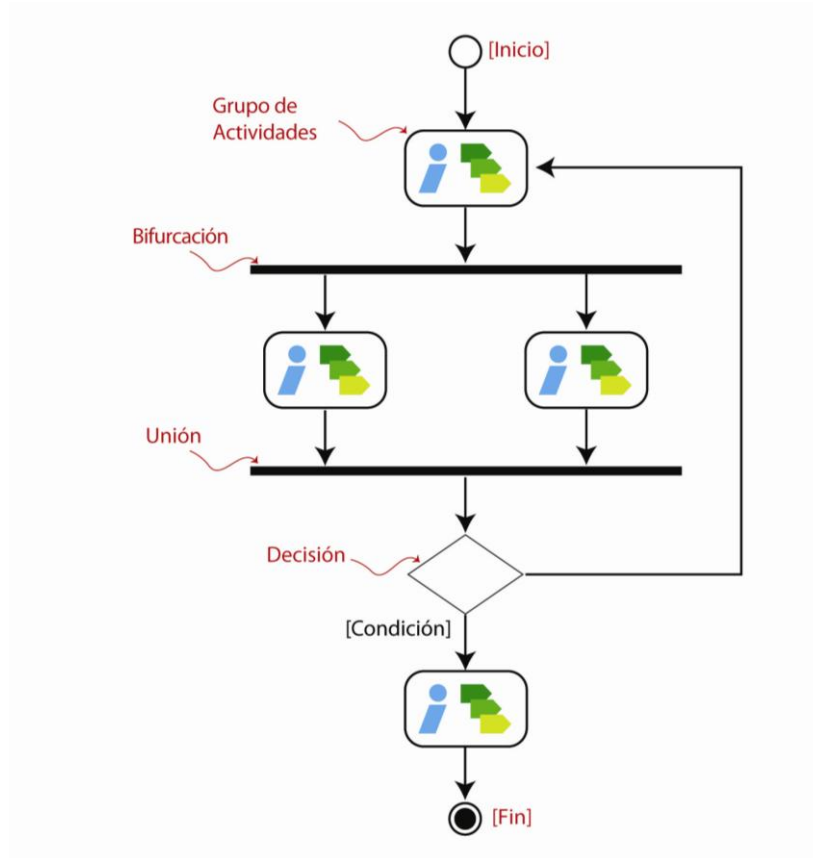 [Inicio]
Grupo de
Actividades
Bifurcación
Unión
Decisión
[Condición]
[Fin]